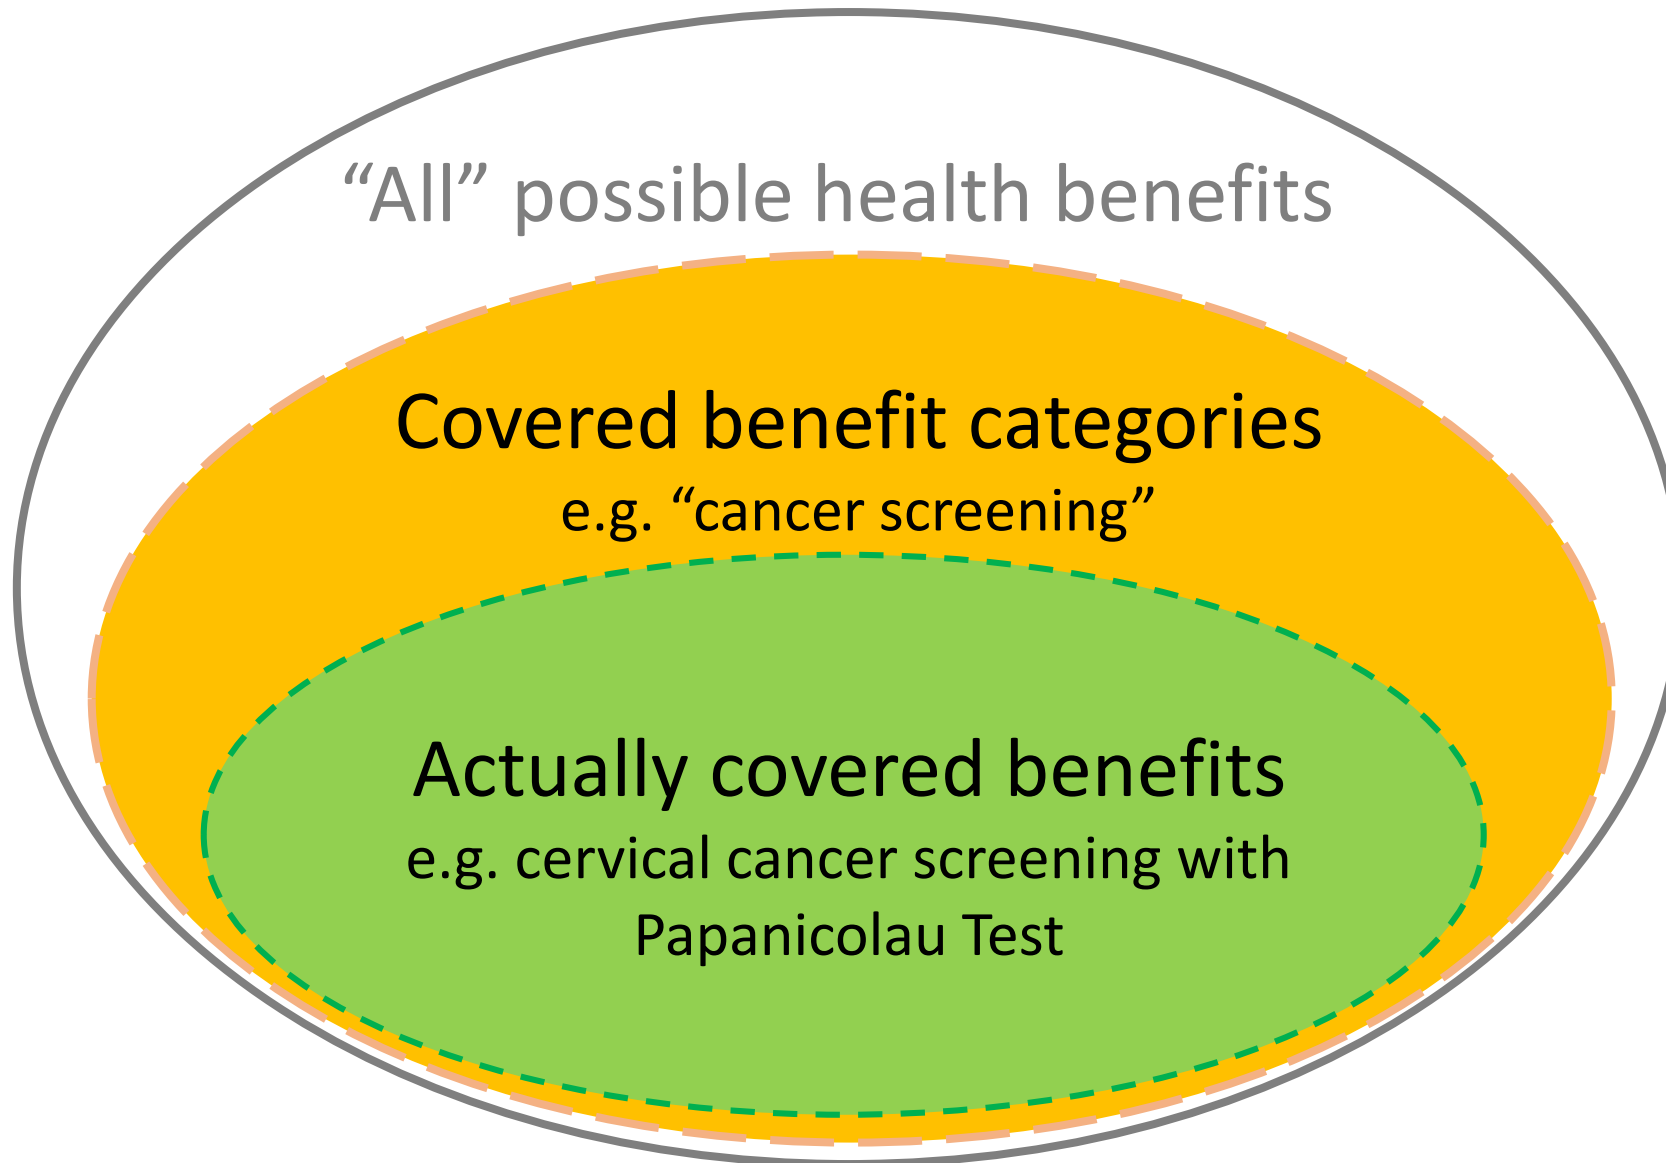 “All” possible health benefits
Covered benefit categories
e.g. “cancer screening”
Actually covered benefits
e.g. cervical cancer screening with
Papanicolau Test